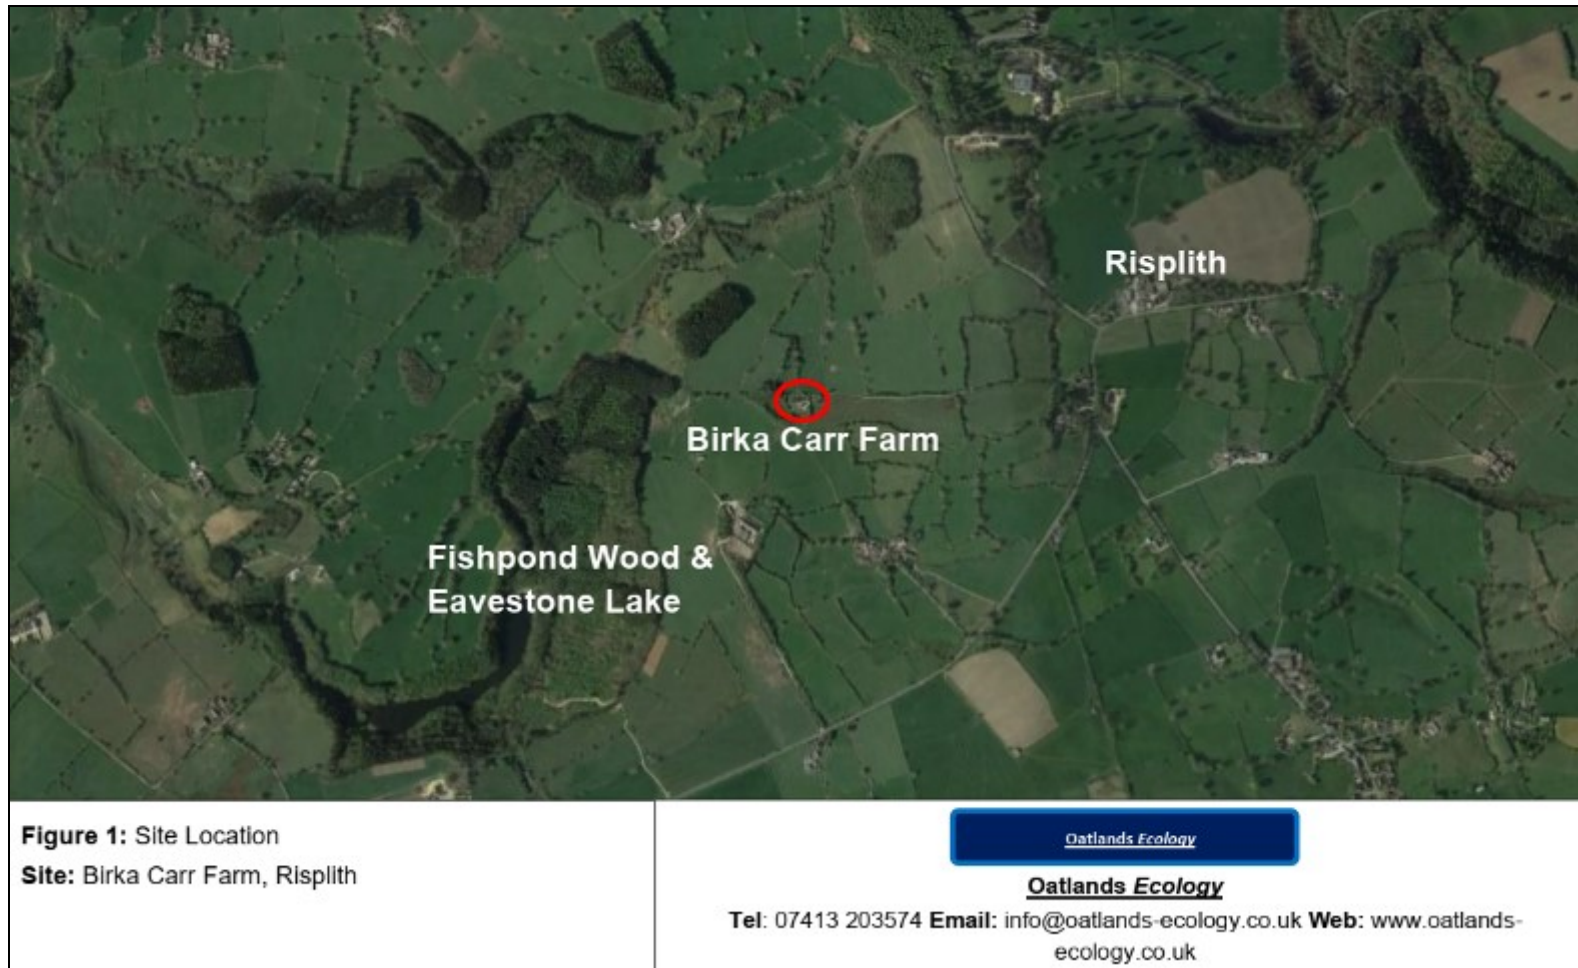 Risplith
Birka Carr Farm
Fishpond Wood &
Eavestone Lake
Figure 1: Site Location
Site: Birka Carr Farm, Risplith
Oatlands Ecology
Oatlands Ecology
Tel: 07413 203574 Email: info@oatlands-ecology.co.uk Web: www.oatlands-
ecology.co.uk